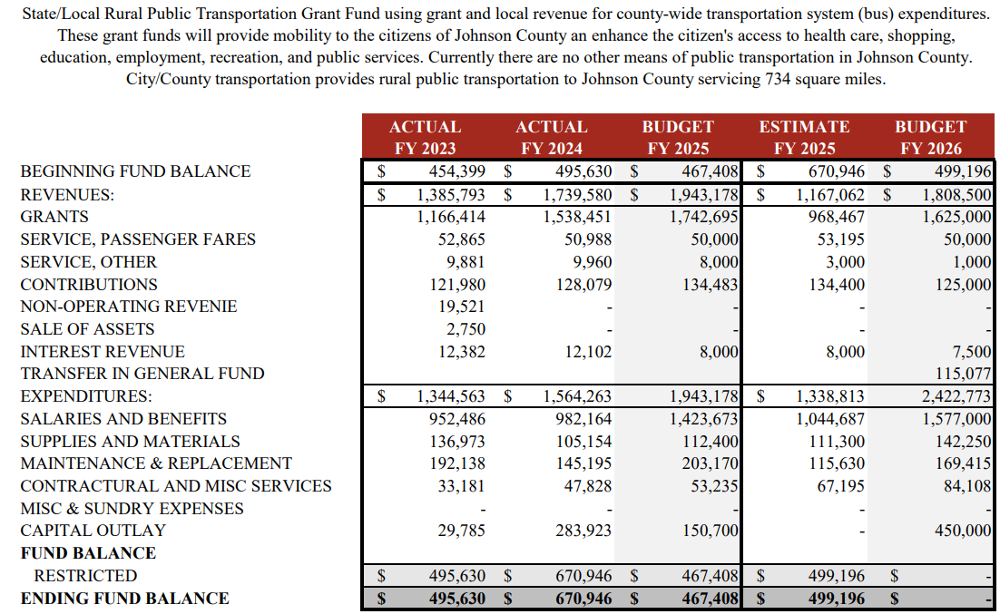 State/Local Rural Public Transportation Grant Fund using grant and local revenue for county-wide transportation system (bus) expenditures.
These grant funds will provide mobility to the citizens of Johnson County an enhance the citizen's access to health care, shopping,
education, employment, recreation, and public services. Currently there are no other means of public transportation in Johnson County.
City/County transportation provides rural public transportation to Johnson County servicing 734 square miles.
ACTUAL ACTUAL BUDGET ESTIMATE BUDGET
FY 2023 FY 2024 FY 2025 FY 2025 FY 2026
BEGINNING FUND BALANCE $ 454,399 $ 495,630 $ 467,408 $ 670,946 $ 499,196
REVENUES: $ 1,385,793 $ 1,739,580 $ 1,943,178 $ 1,167,062 $ 1,808,500
GRANTS 1,166,414 1,538,451 1,742,695 968,467 1,625,000
SERVICE, PASSENGER FARES 52,865 50,988 50,000 53,195 50,000
SERVICE, OTHER 9,881 9,960 8,000 3,000 1,000
CONTRIBUTIONS 121,980 128,079 134,483 134,400 125,000
NON-OPERATING REVENIE 19,521 - - - -
SALE OF ASSETS 2,750 - - - -
INTEREST REVENUE 12,382 12,102 8,000 8,000 7,500
TRANSFER IN GENERAL FUND 115,077
EXPENDITURES: $ 1,344,563 $ 1,564,263 1,943,178 $ 1,338,813 2,422,773
SALARIES AND BENEFITS 952,486 982,164 1,423,673 1,044,687 1,577,000
SUPPLIES AND MATERIALS 136,973 105,154 112,400 111,300 142,250
MAINTENANCE & REPLACEMENT 192,138 145,195 203,170 115,630 169,415
CONTRACTURAL AND MISC SERVICES 33,181 47,828 53,235 67,195 84,108
MISC & SUNDRY EXPENSES - - - - -
CAPITAL OUTLAY 29,785 283,923 150,700 - 450,000
FUND BALANCE
RESTRICTED $ 495,630 $ 670,946 $ 467,408 $ 499,196 $ -
ENDING FUND BALANCE $ 495,630 $ 670,946 $ 467,408 $ 499,196 $ -